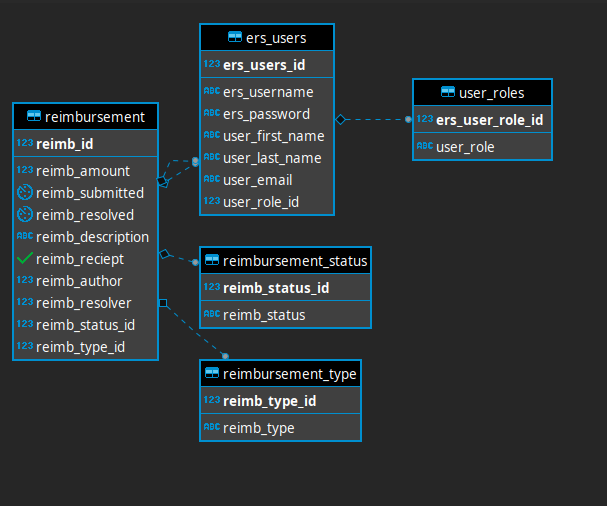 reimbursement
123 reimb_id
123 reimb_amount
reimb_submitted
reimb_resolved
ABC reimb_description
reimb_reciept
123 reimb_author
123 reimb_resolver
123 reimb_status_id
123 reimb_type_id
ers_users
123 ers_users_id
ABC ers_username
ABC ers_password
ABC user_first_name
ABC user_last_name
ABC user_email
123 user_role_id
user_roles
123 ers_user_role_id
ABC user_role
reimbursement_status
123 reimb_status_id
ABC reimb_status
reimbursement_type
123 reimb_type_id
ABC reimb_type